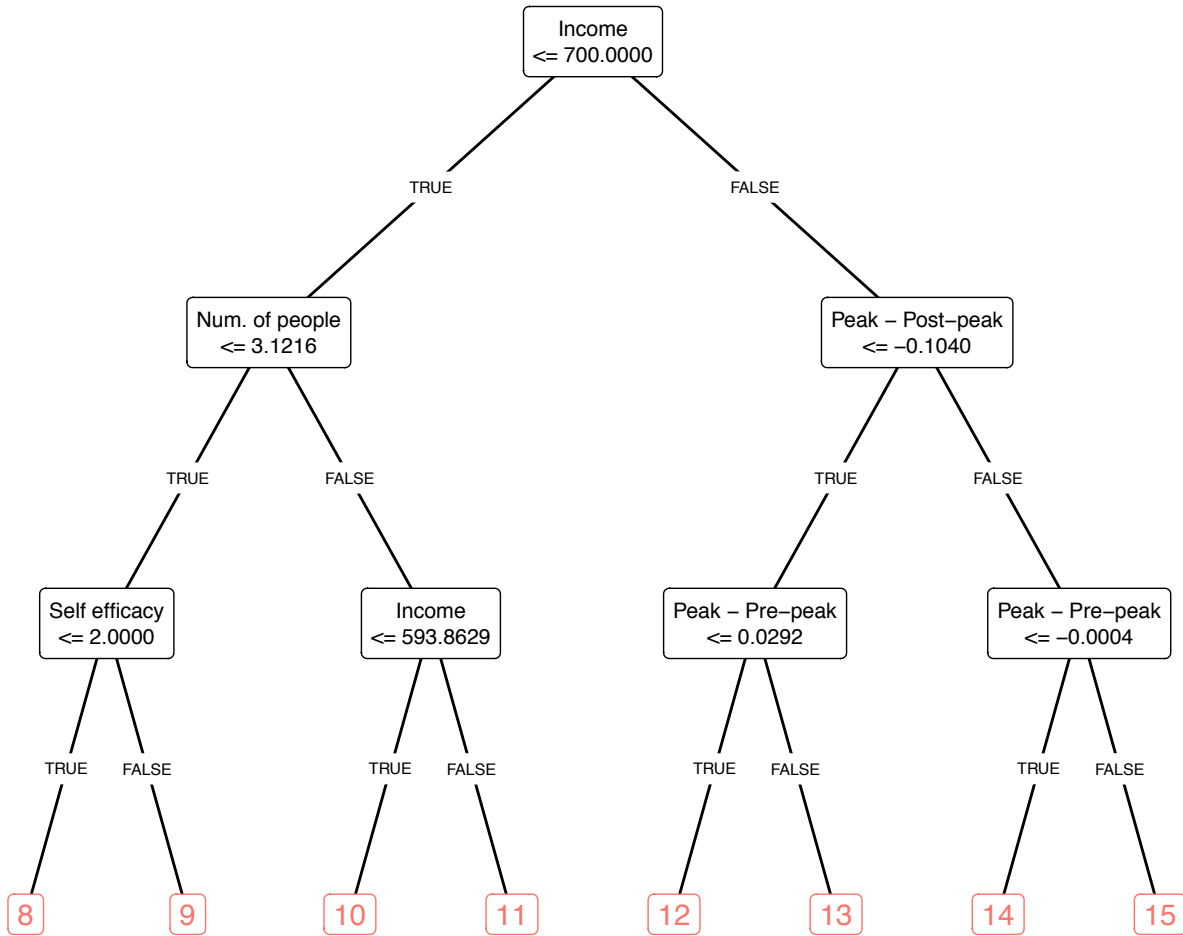 Income
<= 700.0000
TRUE
FALSE
Num. of people
<= 3.1216
Peak − Post−peak
<= −0.1040
TRUE
FALSE
TRUE
FALSE
Self efficacy
<= 2.0000
Income
<= 593.8629
Peak − Pre−peak
<= 0.0292
Peak − Pre−peak
<= −0.0004
TRUE
FALSE
TRUE
FALSE
TRUE
FALSE
TRUE
FALSE
8
9
10
11
12
13
14
15